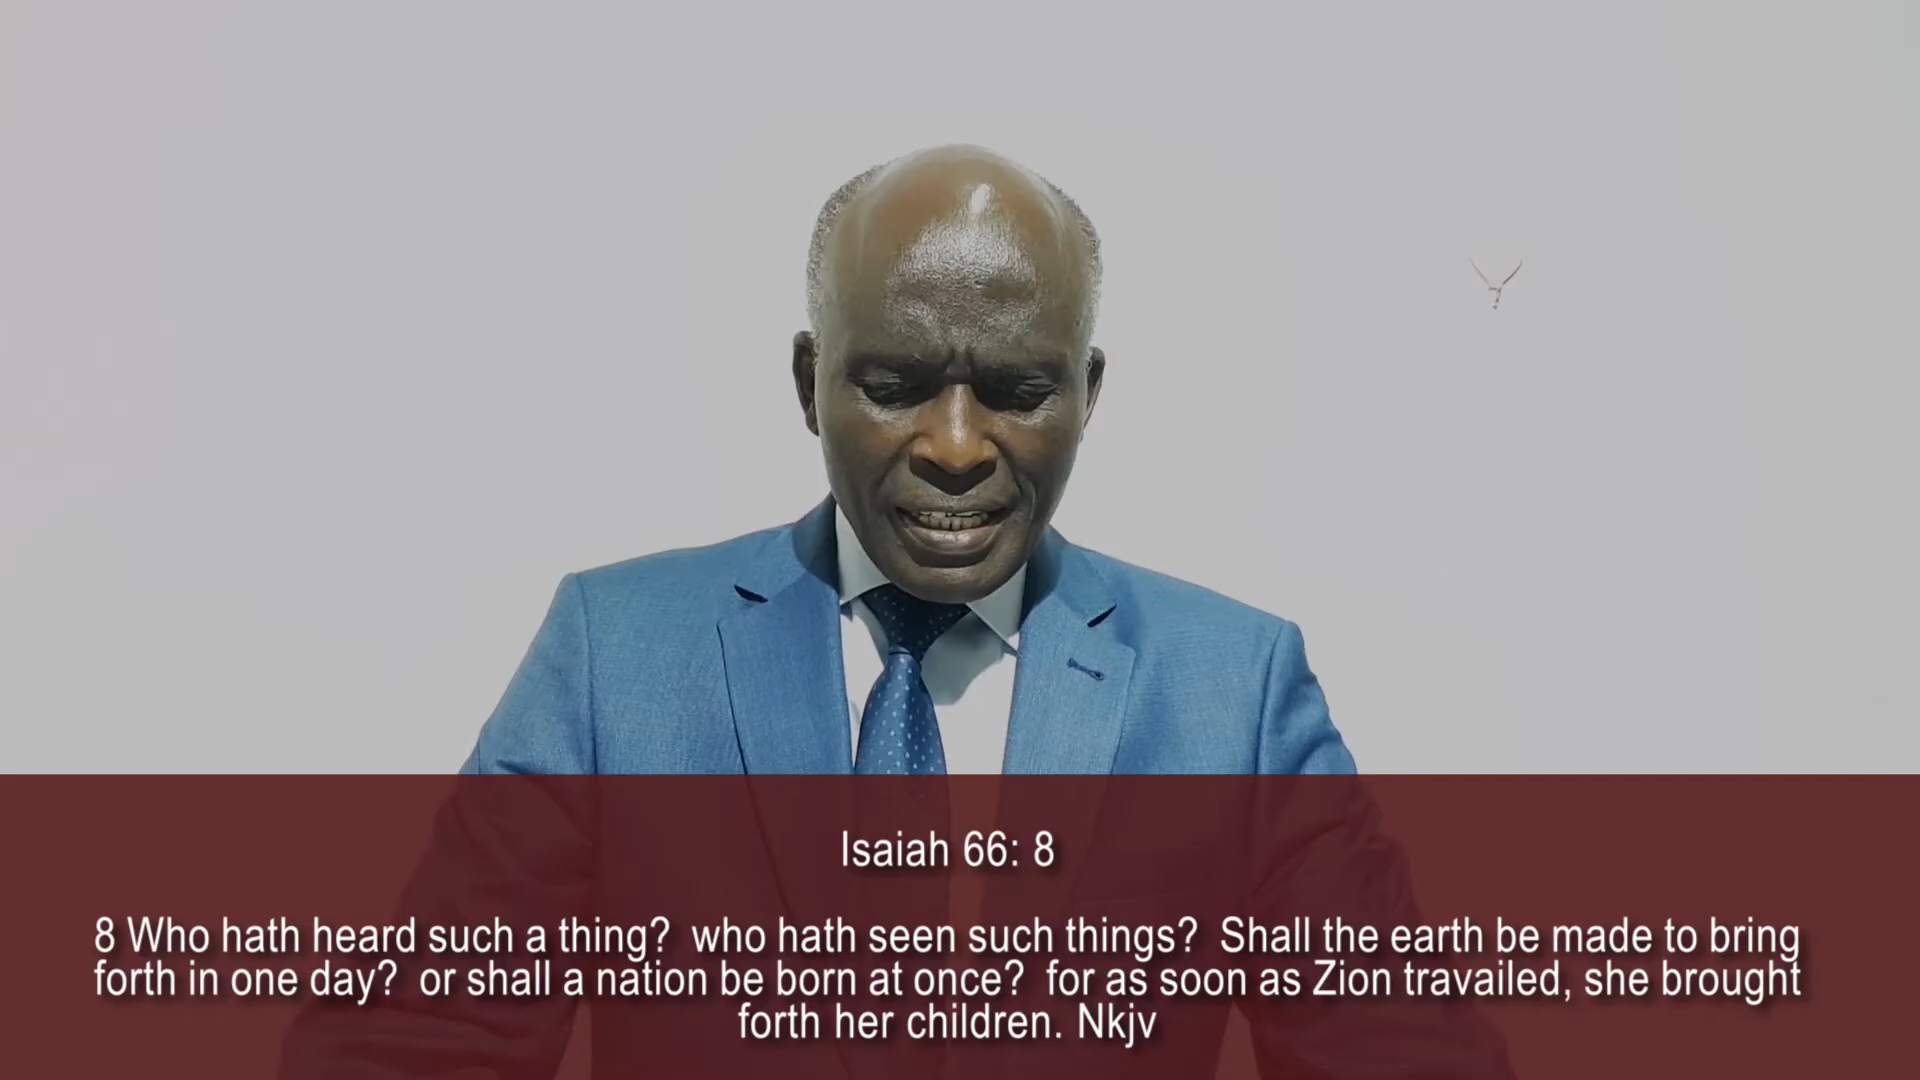 Isaiah 66: 8
8 Who hath heard such a thing?  who hath seen such things?  Shall the earth be made to bring
forth in one day?  or shall a nation be born at once?  for as soon as Zion travailed, she brought
forth her children. Nkjv